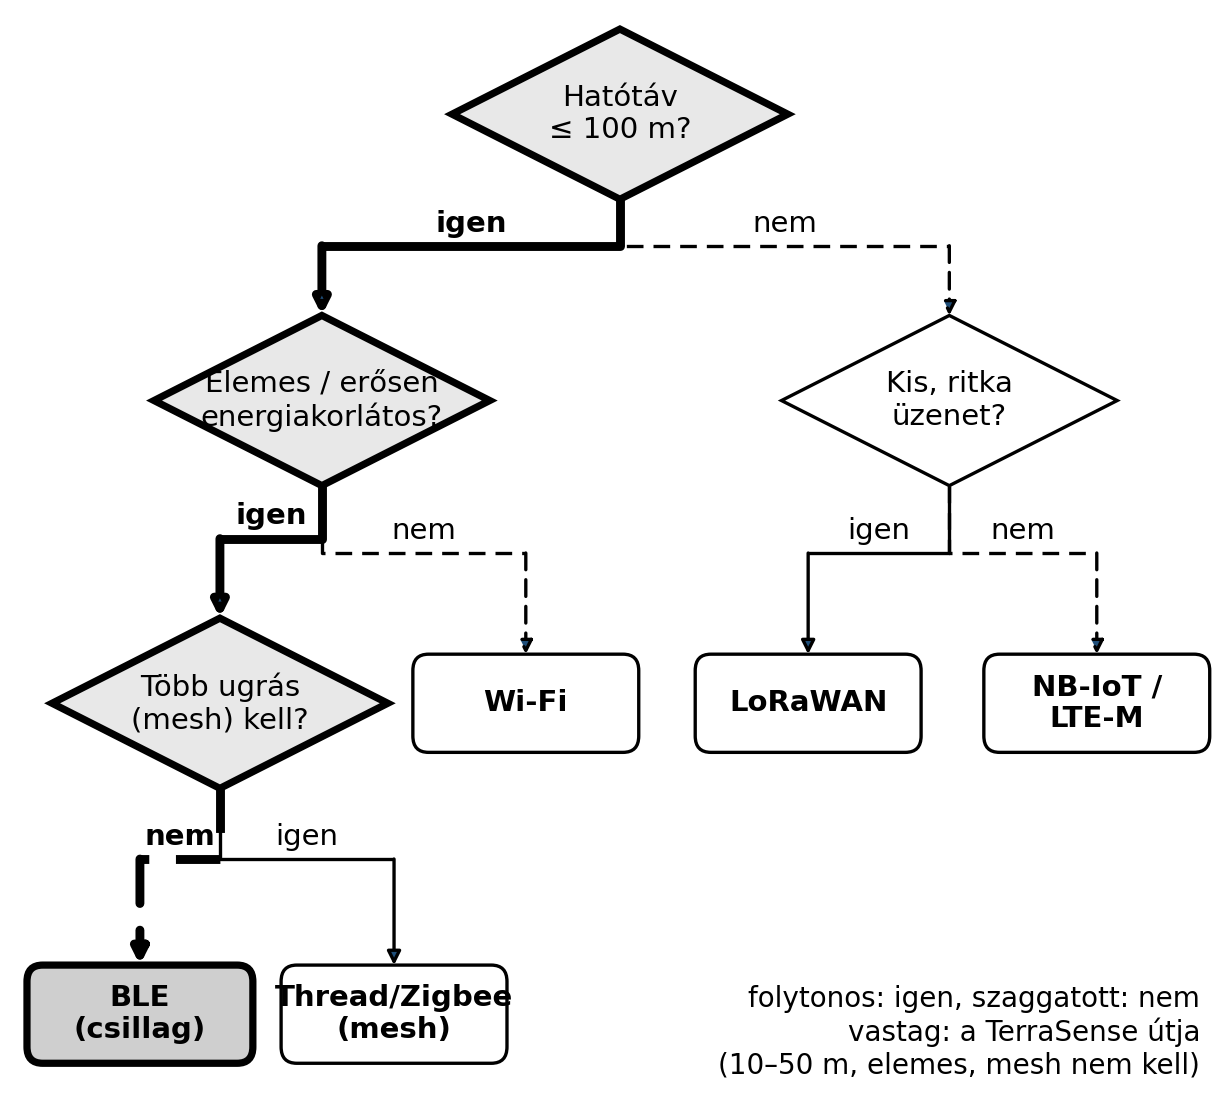 Hatótáv
≤ 100 m?
igen
nem
Elemes / erősen
energiakorlátos?
Kis, ritka
üzenet?
igen
nem
igen
nem
Több ugrás
(mesh) kell?
Wi-Fi
LoRaWAN
NB-IoT /
LTE-M
nem
igen
BLE
(csillag)
Thread/Zigbee
(mesh)
folytonos: igen, szaggatott: nem
vastag: a TerraSense útja
(10–50 m, elemes, mesh nem kell)